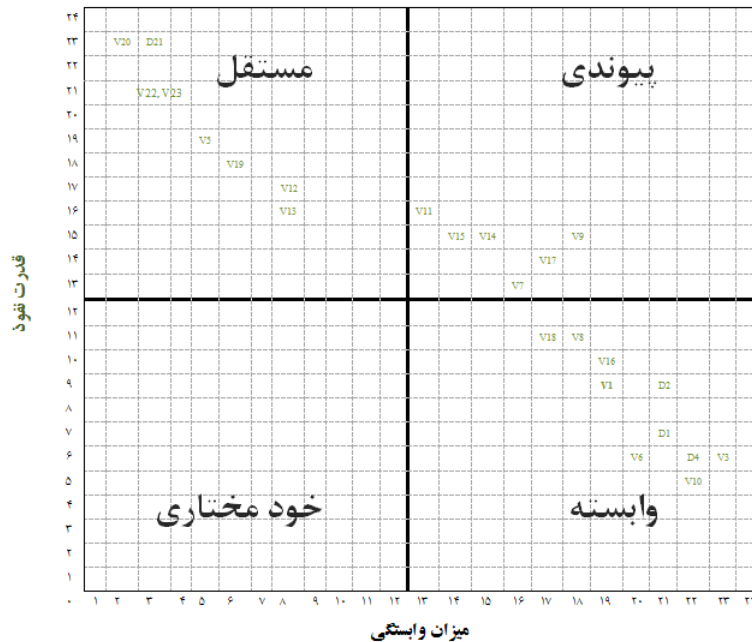 ۲۴
۲۳ V20 D21
۲۲ مستقل پیوندی
۲۱ V22, V23
۲۰
۱۹ V5
۱۸ V19
۱۷ V12
۱۶ V13 V11
۱۵ V15 V14 V9
۱۴ V17
۱۳ V7
قدرت نفوذ
۱۲
۱۱ V18 V8
۱۰ V16
۹ V1 D2
۸
۷ D1
۶ V6 D4 V3
۵ V10
۴ خود مختاری وابسته
۳
۲
۱
۰ ۱ ۲ ۳ ۴ ۵ ۶ ۷ ۸ ۹ ۱۰ ۱۱ ۱۲ ۱۳ ۱۴ ۱۵ ۱۶ ۱۷ ۱۸ ۱۹ ۲۰ ۲۱ ۲۲ ۲۳
میزان وابستگی